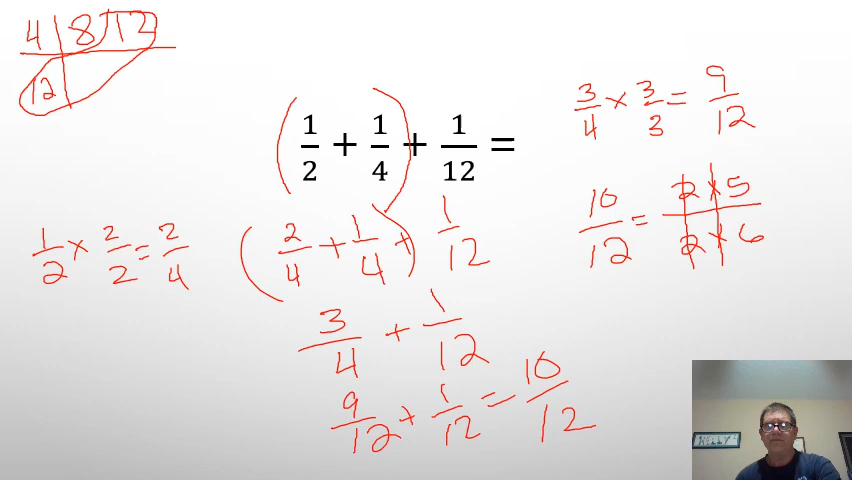 4 | 8 12
12
(1/2 + 1/4) + 1/12 =
3/4 × 3/3 = 9/12
1/2 × 2/2 = 2/4
(2/4 + 1/4) + 1/12
10/12 = 2 × 5 / 2 × 6
3/4 + 1/12
9/12 + 1/12 = 10/12
KELLY